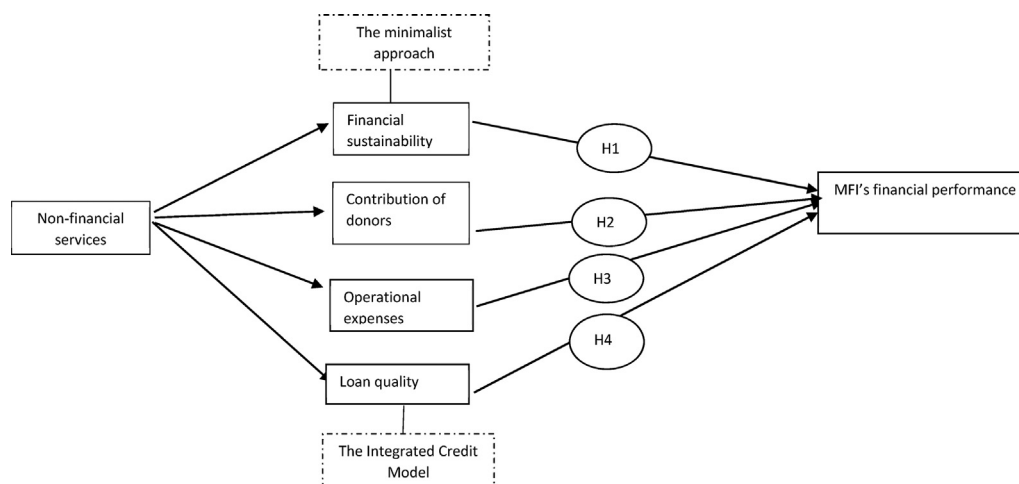 The minimalist
approach
Financial
sustainability
H1
MFI's financial performance
Contribution of
donors
Non-financial
services
H2
H3
Operational
expenses
H4
Loan quality
The Integrated Credit
Model